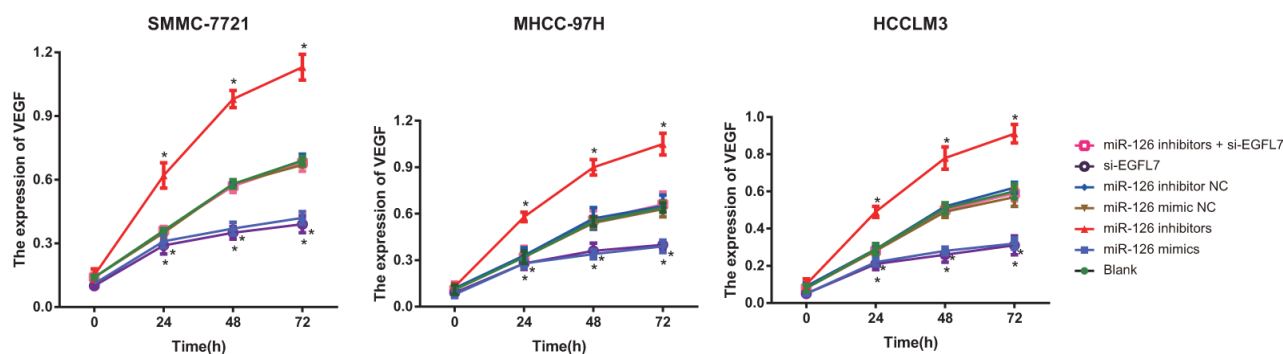 SMMC-7721
The expression of VEGF
1.2
0.9
0.6
0.3
0.0
* * * * * * * * *
0 24 48 72
Time(h)
MHCC-97H
The expression of VEGF
1.2
0.9
0.6
0.3
0.0
* * * * * * * * *
0 24 48 72
Time(h)
HCCLM3
The expression of VEGF
1.0
0.8
0.6
0.4
0.2
0.0
* * * * * * * * *
0 24 48 72
Time(h)
miR-126 inhibitors + si-EGFL7
si-EGFL7
miR-126 inhibitor NC
miR-126 mimic NC
miR-126 inhibitors
miR-126 mimics
Blank